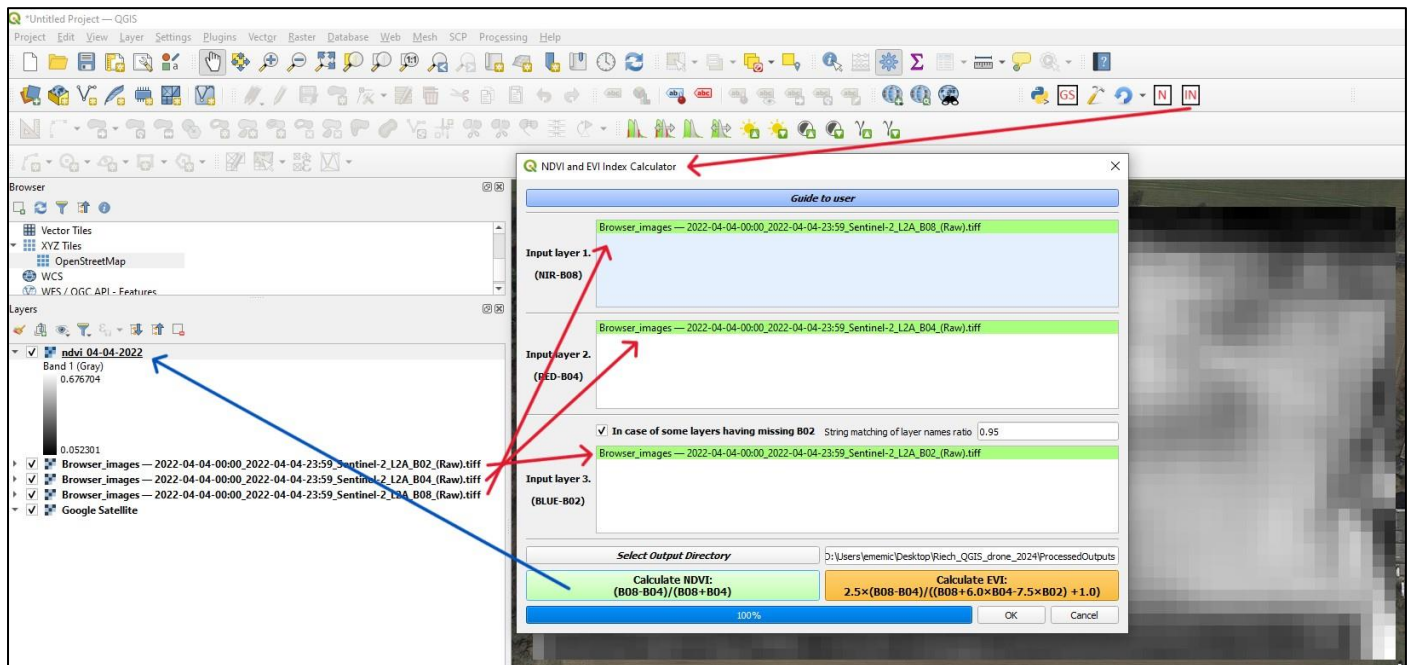 *Untitled Project — QGIS
Project Edit View Layer Settings Plugins Vector Raster Database Web Mesh SCP Processing Help
GS N IN
Browser
Vector Tiles
XYZ Tiles
OpenStreetMap
WCS
WFS / OGC API - Features
Layers
ndvi 04-04-2022
Band 1 (Gray)
0.676704
0.052301
Browser_images — 2022-04-04-00:00_2022-04-04-23:59_Sentinel-2_L2A_B02_(Raw).tiff
Browser_images — 2022-04-04-00:00_2022-04-04-23:59_Sentinel-2_L2A_B04_(Raw).tiff
Browser_images — 2022-04-04-00:00_2022-04-04-23:59_Sentinel-2_L2A_B08_(Raw).tiff
Google Satellite
NDVI and EVI Index Calculator
Guide to user
Input layer 1.
(NIR-B08)
Browser_images — 2022-04-04-00:00_2022-04-04-23:59_Sentinel-2_L2A_B08_(Raw).tiff
Input layer 2.
(RED-B04)
Browser_images — 2022-04-04-00:00_2022-04-04-23:59_Sentinel-2_L2A_B04_(Raw).tiff
In case of some layers having missing B02 String matching of layer names ratio 0.95
Input layer 3.
(BLUE-B02)
Browser_images — 2022-04-04-00:00_2022-04-04-23:59_Sentinel-2_L2A_B02_(Raw).tiff
Select Output Directory D:\Users\ememic\Desktop\Riech_QGIS_drone_2024\ProcessedOutputs
Calculate NDVI:
(B08-B04)/(B08+B04)
Calculate EVI:
2.5×(B08-B04)/((B08+6.0×B04-7.5×B02) +1.0)
100% OK Cancel